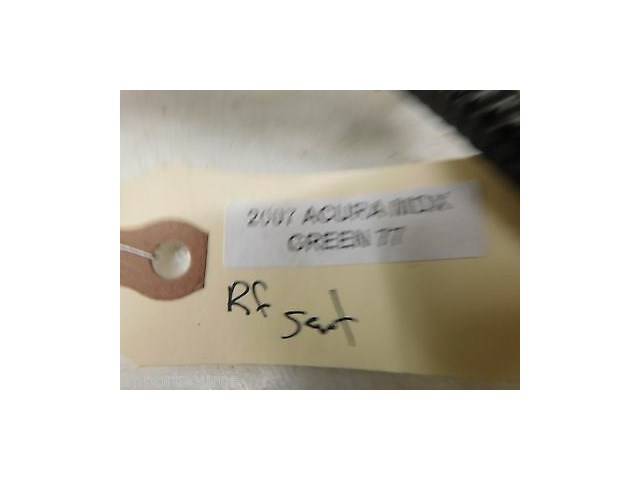 2007 ACURA MDX
GREEN 77
Rf
Seat